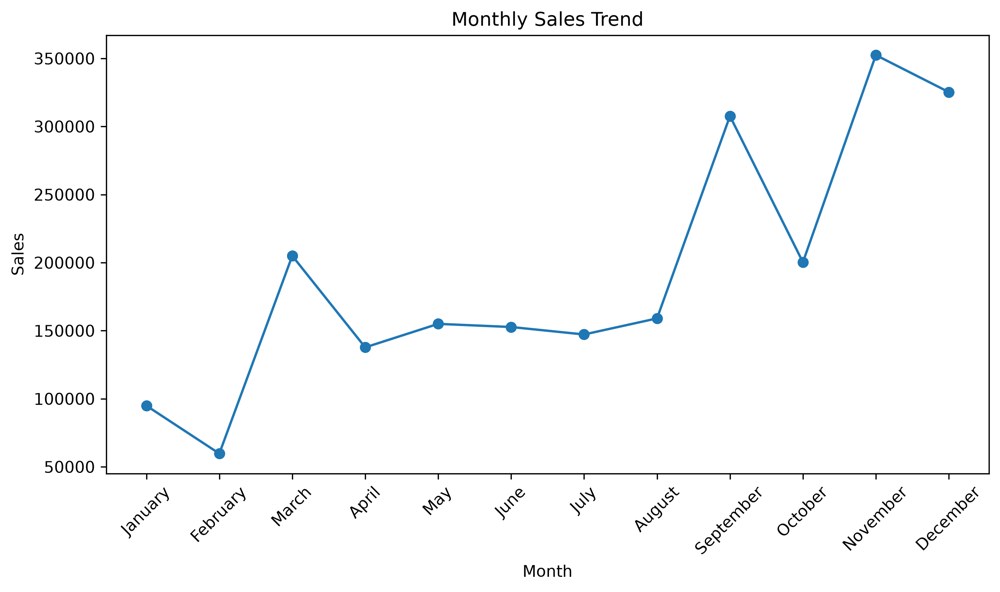 Monthly Sales Trend
Sales
350000
300000
250000
200000
150000
100000
50000
January
February
March
April
May
June
July
August
September
October
November
December
Month